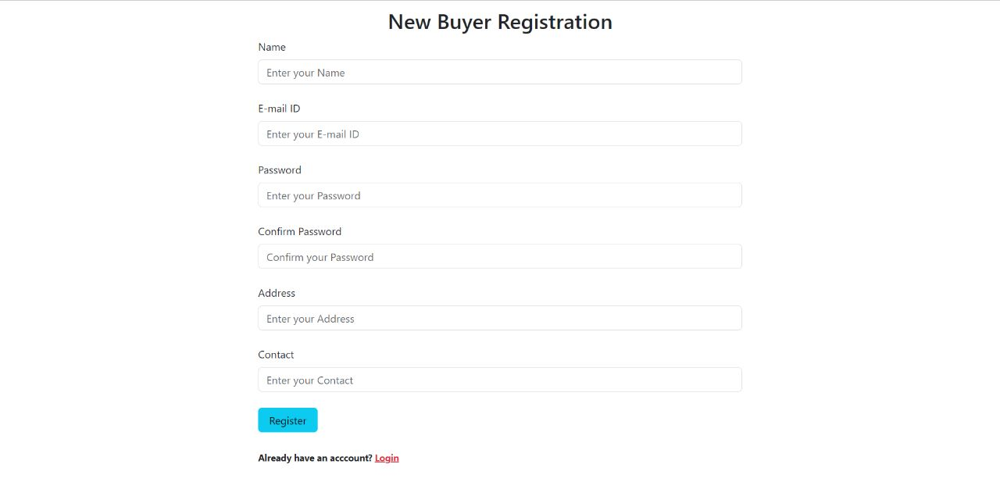 New Buyer Registration
Name
Enter your Name
E-mail ID
Enter your E-mail ID
Password
Enter your Password
Confirm Password
Confirm your Password
Address
Enter your Address
Contact
Enter your Contact
Register
Already have an acccount? Login